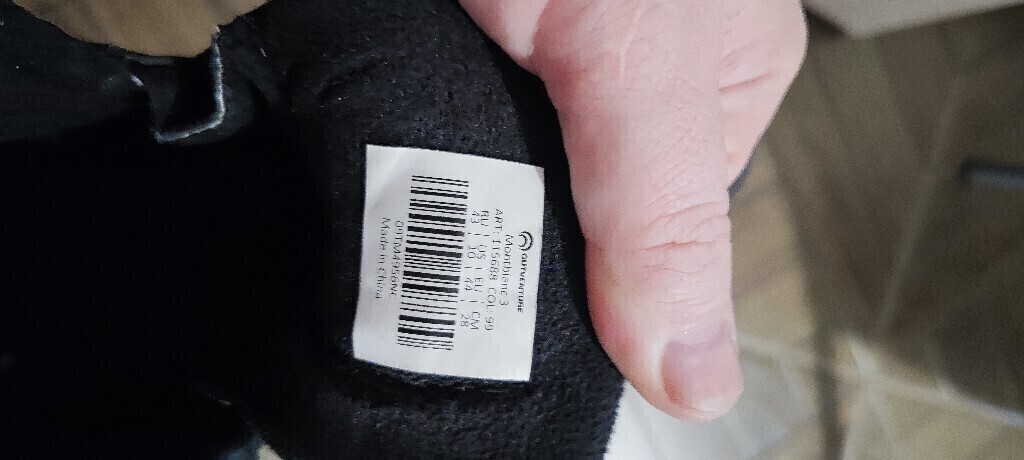 OUTVENTURE
Montblanc 3
ART: 115688 COL: 99
RU | US | EU | CM
43 | 10 | 44 | 28
Made in China